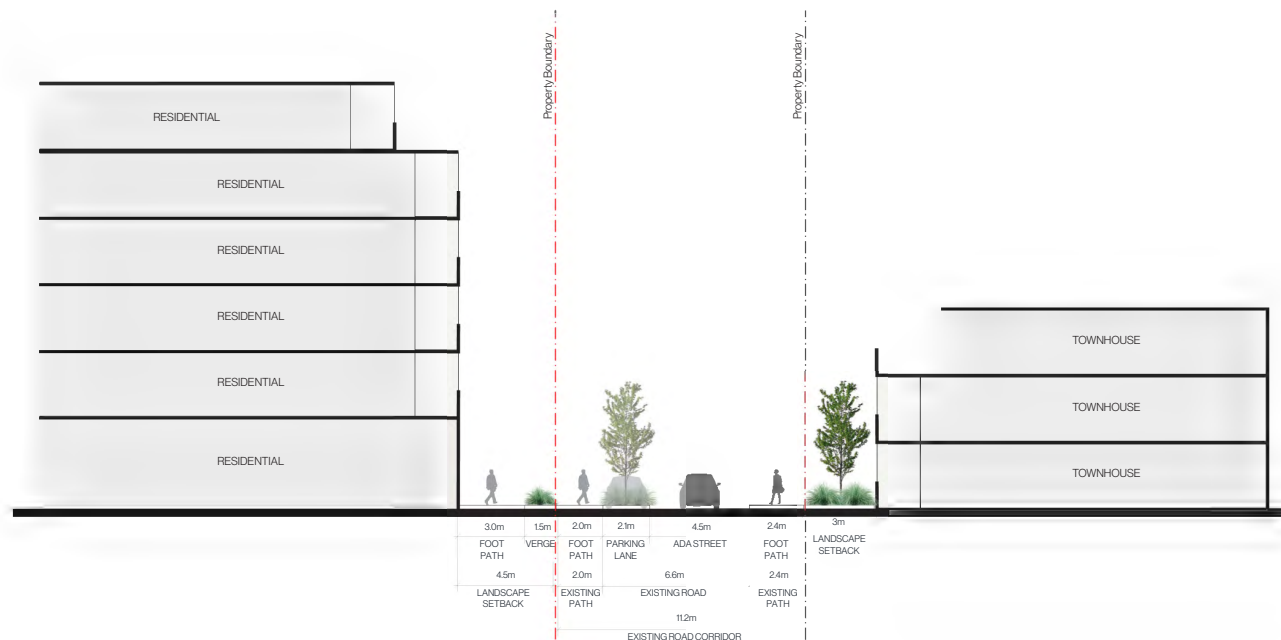 Property Boundary
Property Boundary
RESIDENTIAL
RESIDENTIAL
RESIDENTIAL
RESIDENTIAL
RESIDENTIAL
RESIDENTIAL
TOWNHOUSE
TOWNHOUSE
TOWNHOUSE
3.0m
FOOT
PATH
1.5m
VERGE
2.0m
FOOT
PATH
2.1m
PARKING
LANE
4.5m
ADA STREET
2.4m
FOOT
PATH
3m
LANDSCAPE
SETBACK
4.5m
LANDSCAPE
SETBACK
2.0m
EXISTING
PATH
6.6m
EXISTING ROAD
2.4m
EXISTING
PATH
11.2m
EXISTING ROAD CORRIDOR